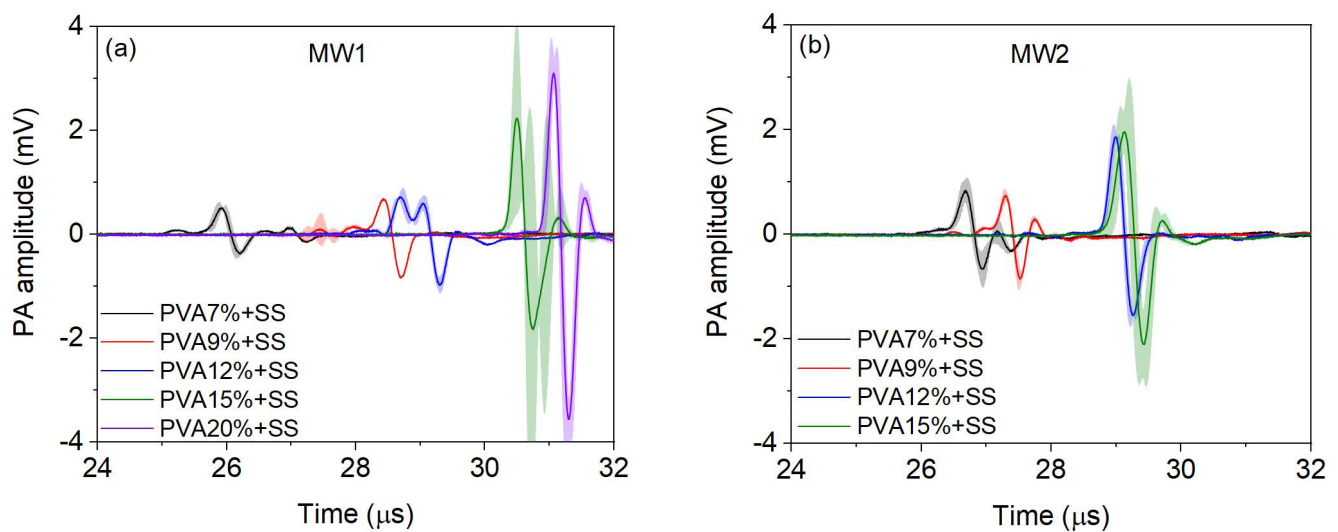 (a)
MW1
PA amplitude (mV)
4
2
0
-2
-4
PVA7%+SS
PVA9%+SS
PVA12%+SS
PVA15%+SS
PVA20%+SS
24 26 28 30 32
Time (μs)
(b)
MW2
PA amplitude (mV)
4
2
0
-2
-4
PVA7%+SS
PVA9%+SS
PVA12%+SS
PVA15%+SS
24 26 28 30 32
Time (μs)